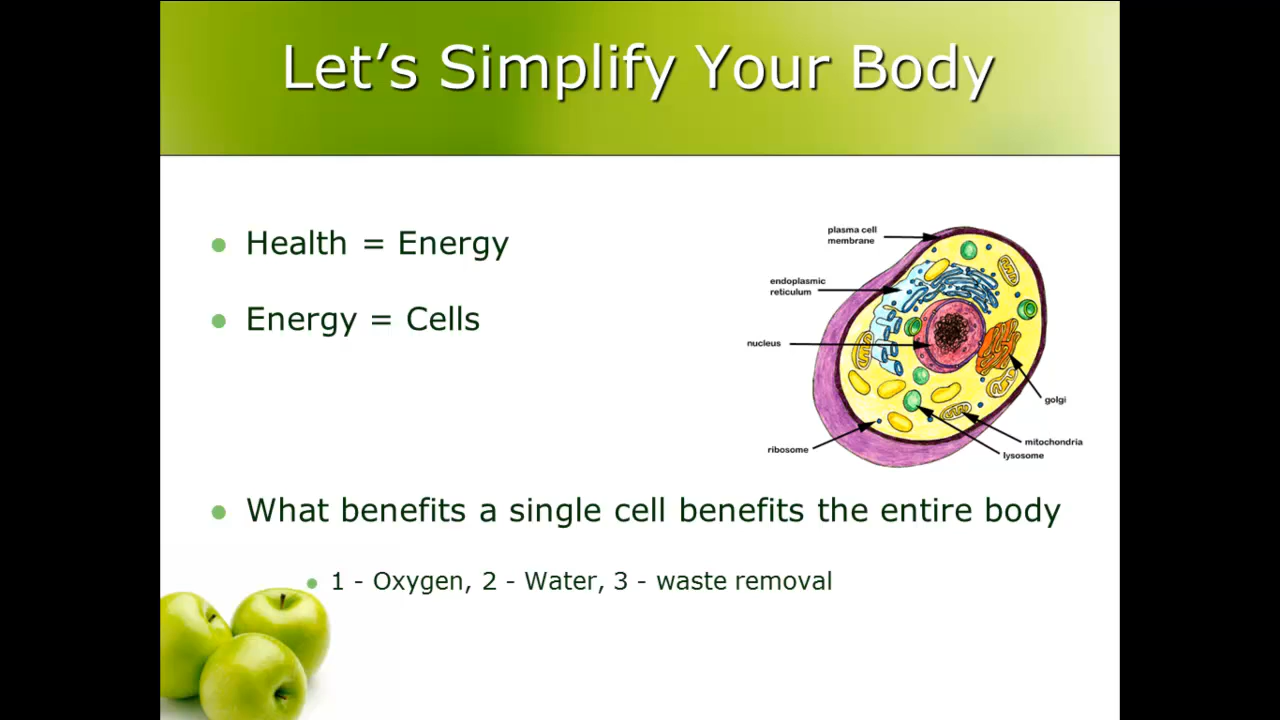 Let's Simplify Your Body
Health = Energy
Energy = Cells
plasma cell
membrane
endoplasmic
reticulum
nucleus
golgi
mitochondria
lysosome
ribosome
What benefits a single cell benefits the entire body
1 - Oxygen, 2 - Water, 3 - waste removal